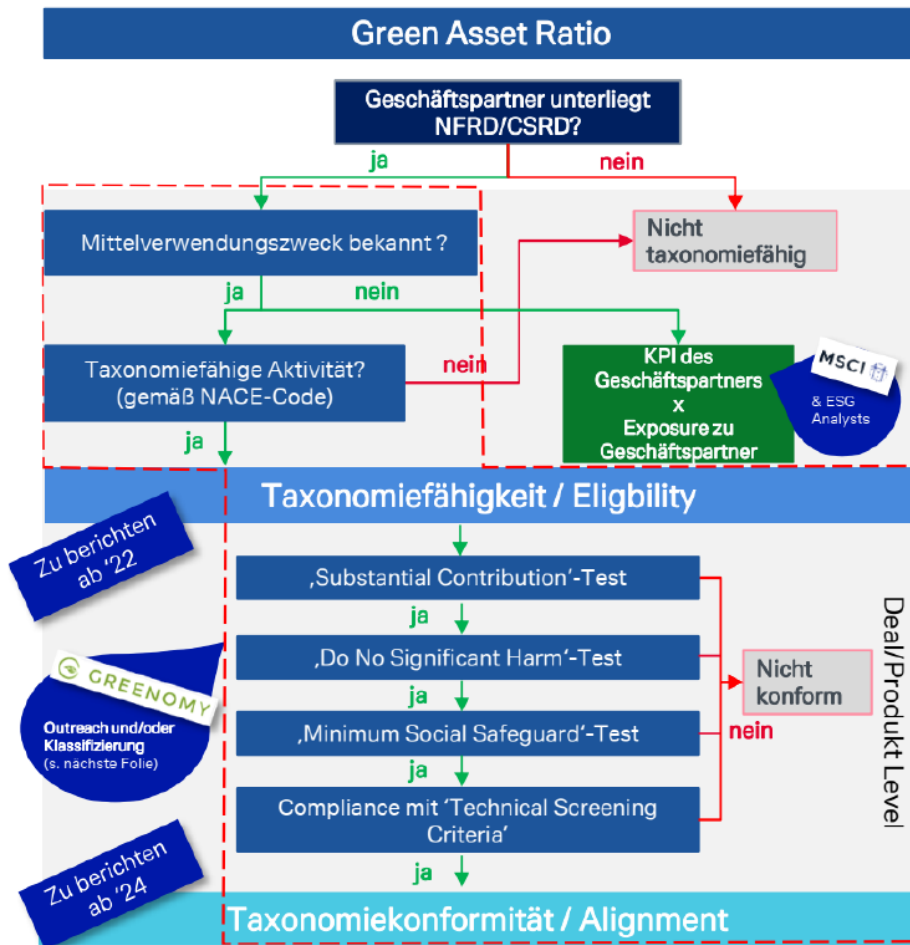 Green Asset Ratio
Geschäftspartner unterliegt
NFRD/CSRD?
ja
nein
Mittelverwendungszweck bekannt ?
Nicht
taxonomiefähig
ja
nein
Taxonomiefähige Aktivität?
(gemäß NACE-Code)
nein
KPI des
Geschäftspartners
x
Exposure zu
Geschäftspartner
MSCI
& ESG
Analysts
ja
Taxonomiefähigkeit / Eligbility
Zu berichten
ab '22
‚Substantial Contribution'-Test
ja
‚Do No Significant Harm'-Test
ja
‚Minimum Social Safeguard'-Test
ja
Compliance mit 'Technical Screening
Criteria'
ja
Nicht
konform
nein
Deal/Produkt Level
GREENOMY
Outreach und/oder
Klassifizierung
(s. nächste Folie)
Zu berichten
ab '24
Taxonomiekonformität / Alignment